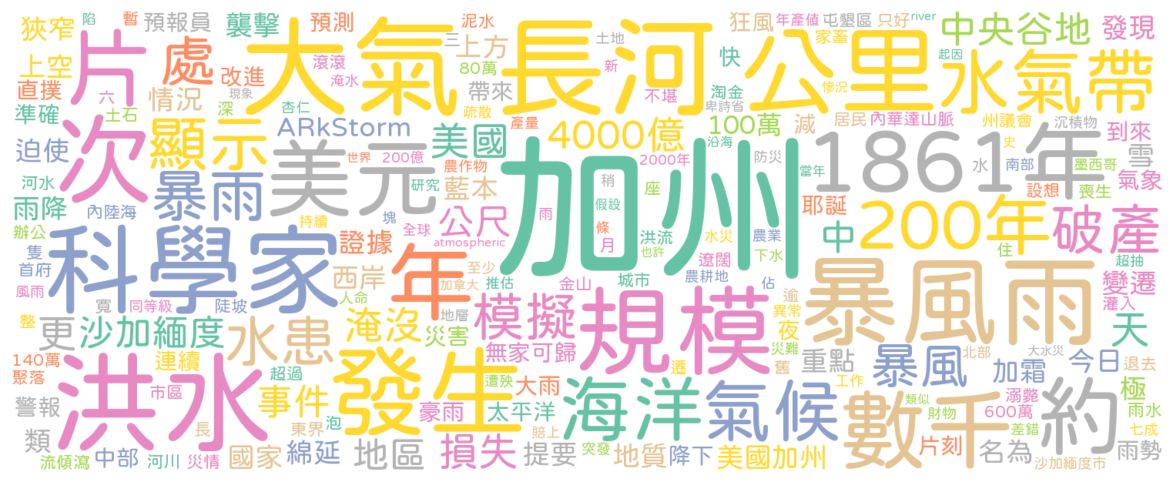 狹窄 陷 暫 預報員 襲擊 預測 泥水 狂風 年產值 屯墾區 只好 river 中央谷地 發現
片 處 大氣長河 公里 水氣帶
上空 改進 滾滾 三 上方 土地 家畜 快 起因
直撲 六 現象 淹水 80萬 新 慘況
準確 土石 情況 深 杏仁 疏散 帶來 不堪 淘金 卑詩省 減 居民 內華達山脈 州議會 沉積物 到來
次 顯示 ARkStorm 美國 產量 4000億 沿海 100萬 1861年 史 雪
迫使 美元 世界 200億 農作物 加州 2000年 防災 當年 水 南部 墨西哥 氣象
河水 暴雨 研究 藍本 稍 座 設想 喪生
雨降 內陸海 持續 塊 公尺 雨 假設 耶誕 200年 破產
辦公 科學家 證據 全球 atmospheric 條 洪流 水災 農業 中 住
隻 年 月 也許 遼闊 下水 超抽
首府 西岸 至少 金山 城市 農耕地 佔 變遷
風雨 寬 同等級 陡坡 人命 加拿大 推估 暴風雨 灌入
整 更 沙加緬度 水患 淹沒 地層 模擬 規模 逾 異常 天
災害 無家可歸 夜 災難
140萬 連續 發生 遷 舊 重點 北部 大水災 今日 退去
聚落 洪水 超過 遭殃 大雨 海洋 氣候 暴風 加霜 極
警報 市區 事件 泡 豪雨 太平洋 工作 類似 數千 溺斃 約 雨水
類 長 東界 賠上 財物 600萬 差錯 七成
流傾瀉 中部 河川 災情 國家 綿延 地區 損失 提要 突發 地質 降下 美國加州 片刻 名為 沙加緬度市 雨勢